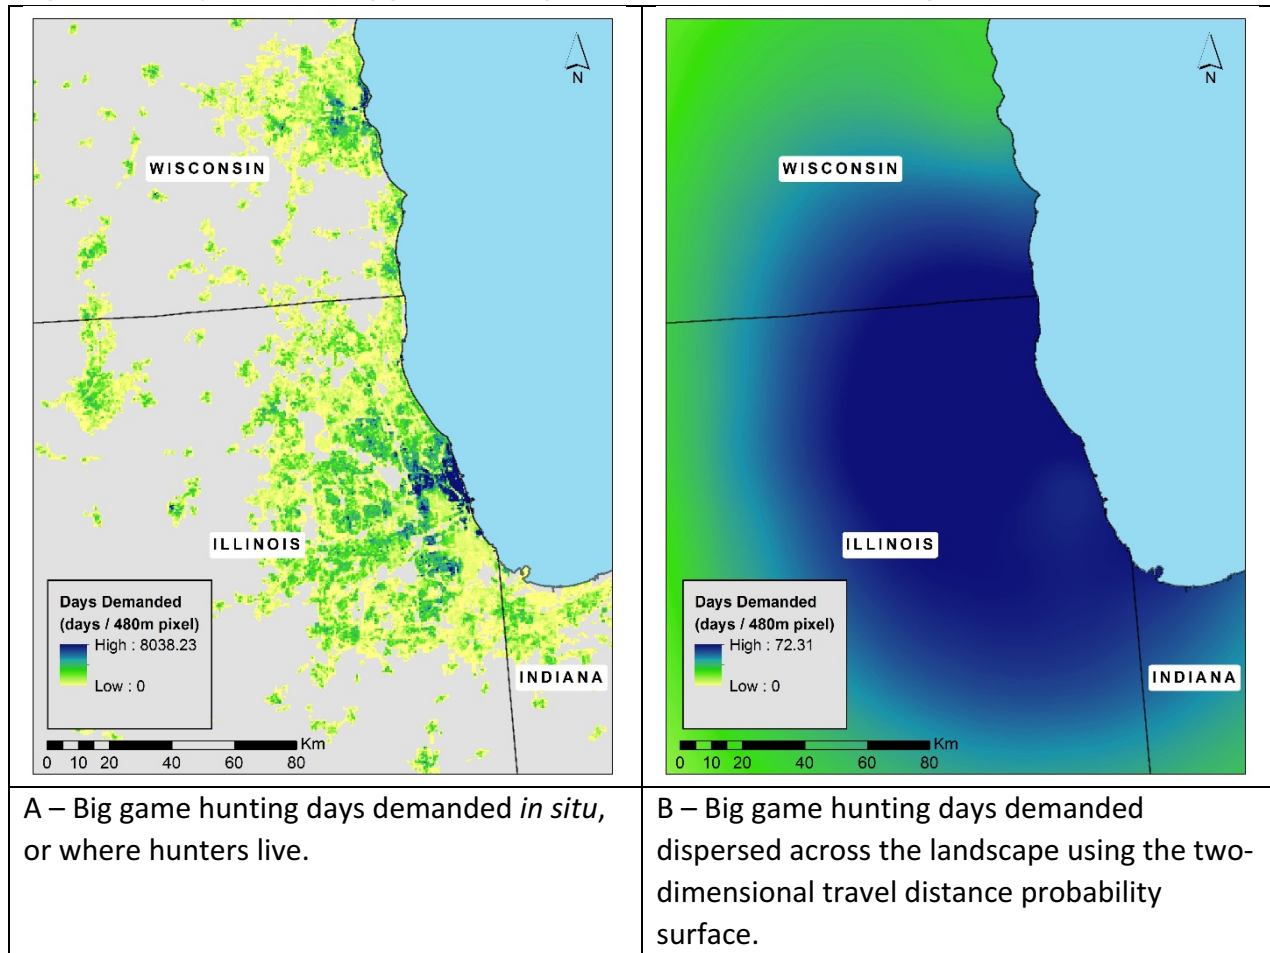 N
WISCONSIN
ILLINOIS
INDIANA
Days Demanded
(days / 480m pixel)
High : 8038.23
Low : 0
Km
0 10 20 40 60 80
N
WISCONSIN
ILLINOIS
INDIANA
Days Demanded
(days / 480m pixel)
High : 72.31
Low : 0
Km
0 10 20 40 60 80
A – Big game hunting days demanded in situ,
or where hunters live.
B – Big game hunting days demanded
dispersed across the landscape using the two-
dimensional travel distance probability
surface.